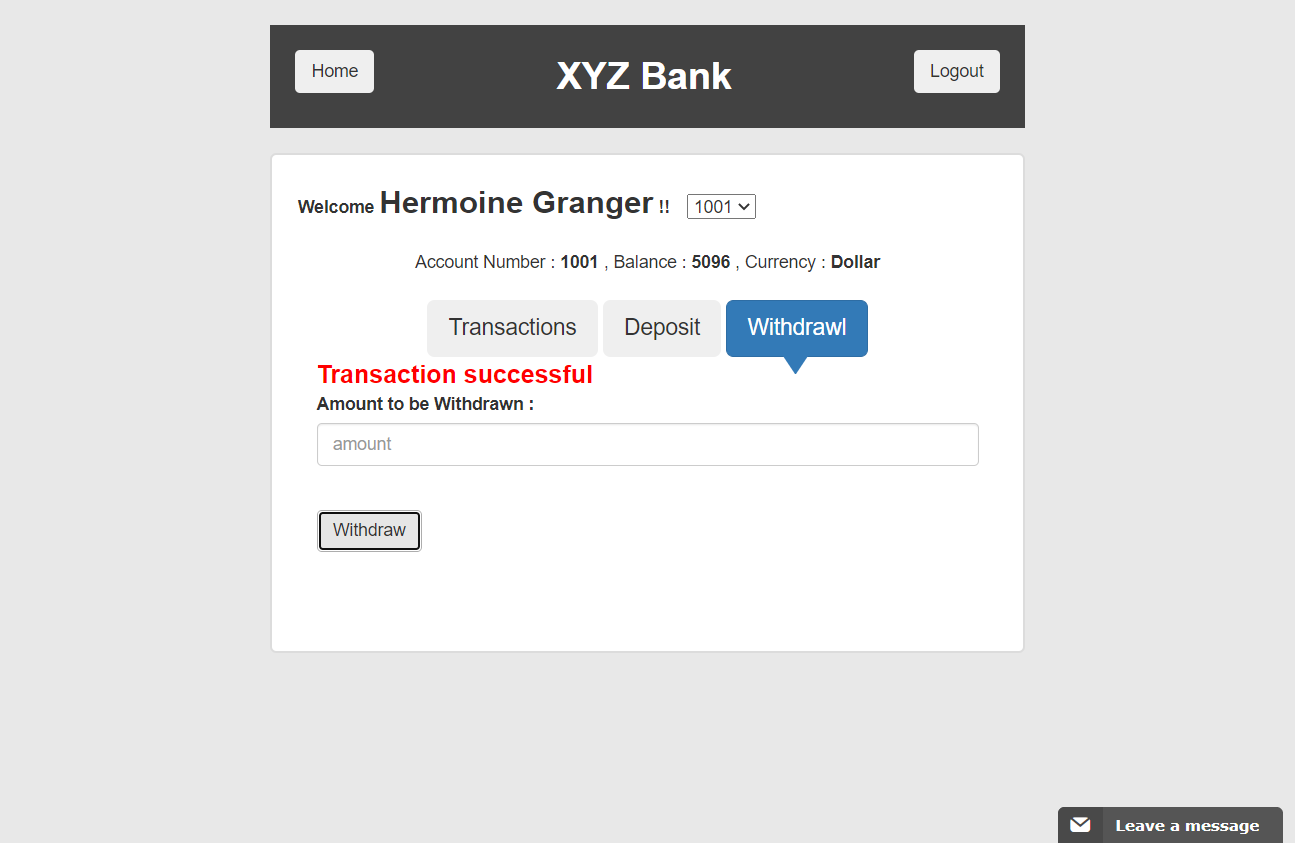 Home
XYZ Bank
Logout
Welcome Hermoine Granger !! 1001
Account Number : 1001 , Balance : 5096 , Currency : Dollar
Transactions
Deposit
Withdrawl
Transaction successful
Amount to be Withdrawn :
amount
Withdraw
Leave a message